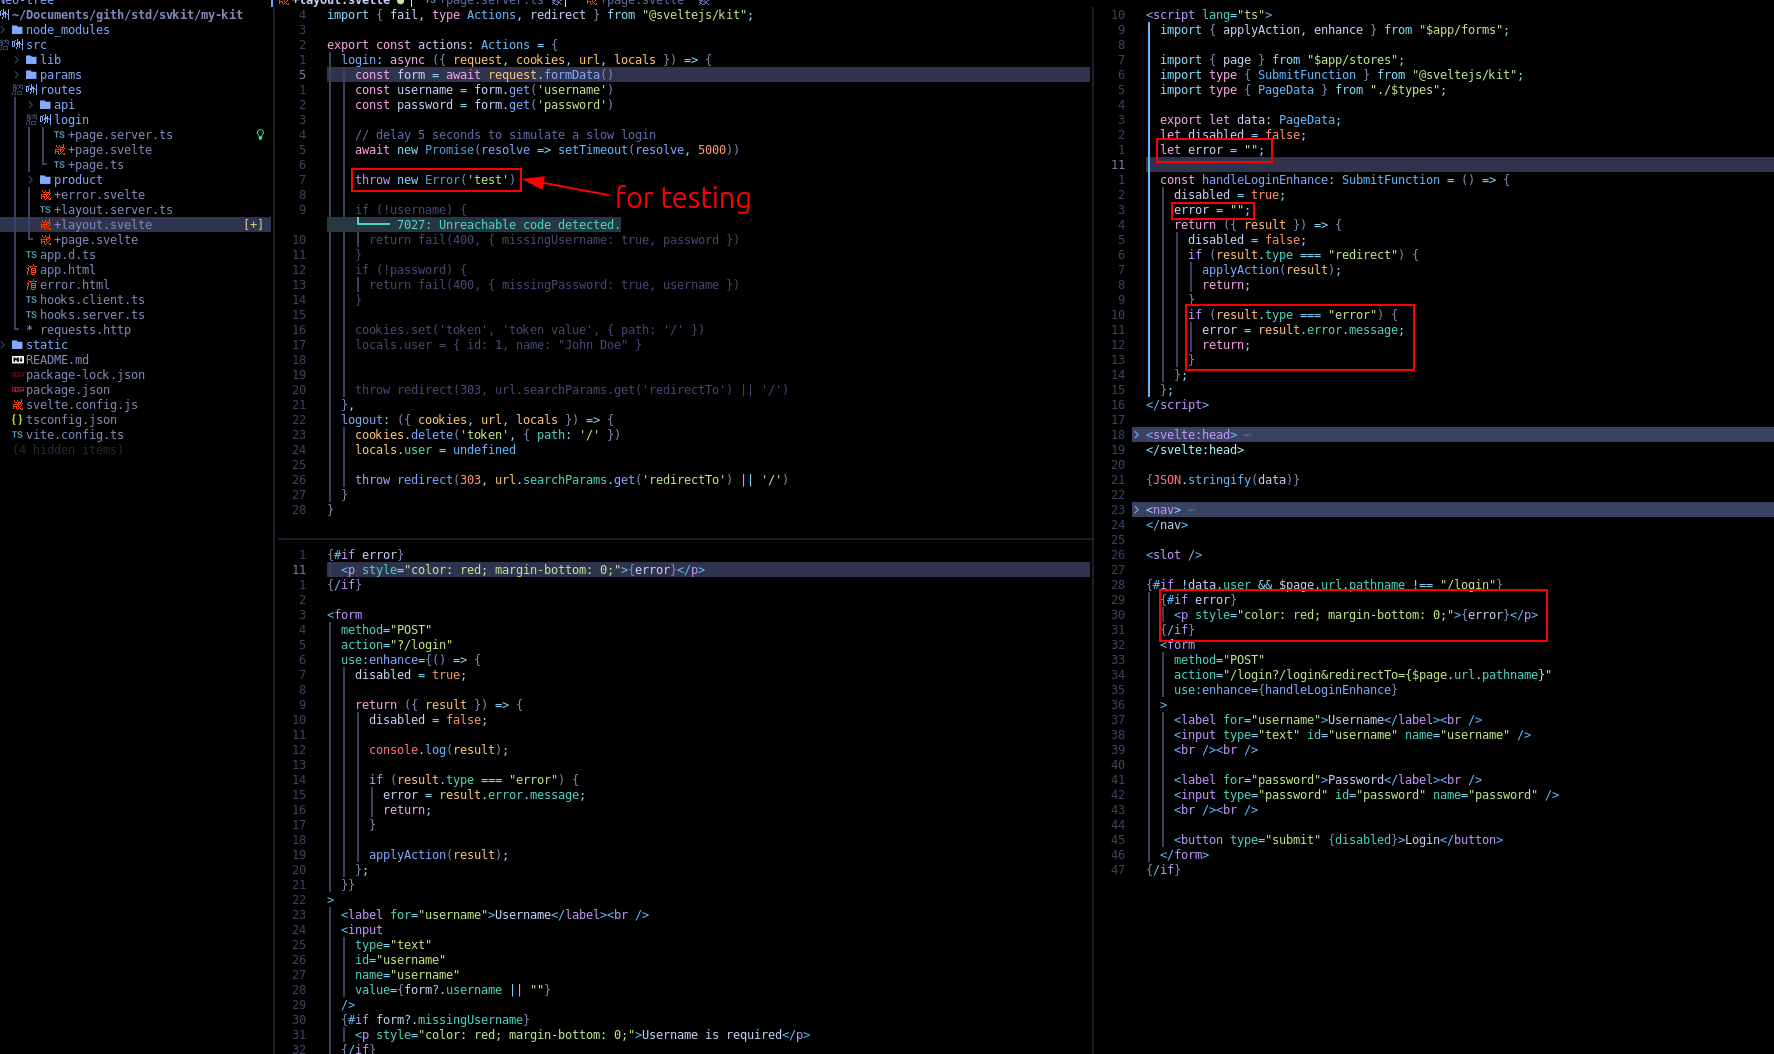 ~/Documents/gith/std/svkit/my-kit
node_modules
src
lib
params
routes
api
login
TS +page.server.ts
+page.svelte
TS +page.ts
product
+error.svelte
TS +layout.server.ts
+layout.svelte [+]
+page.svelte
TS app.d.ts
app.html
error.html
TS hooks.client.ts
TS hooks.server.ts
* requests.http
static
README.md
package-lock.json
package.json
svelte.config.js
{} tsconfig.json
TS vite.config.ts
(4 hidden items)
4 import { fail, type Actions, redirect } from "@sveltejs/kit";
3
2 export const actions: Actions = {
1 login: async ({ request, cookies, url, locals }) => {
5 const form = await request.formData()
1 const username = form.get('username')
2 const password = form.get('password')
3
4 // delay 5 seconds to simulate a slow login
5 await new Promise(resolve => setTimeout(resolve, 5000))
6
7 throw new Error('test')
for testing
8
9 if (!username) {
7027: Unreachable code detected.
10 return fail(400, { missingUsername: true, password })
11 }
12 if (!password) {
13 return fail(400, { missingPassword: true, username })
14 }
15
16 cookies.set('token', 'token value', { path: '/' })
17 locals.user = { id: 1, name: "John Doe" }
18
19
20 throw redirect(303, url.searchParams.get('redirectTo') || '/')
21 },
22 logout: ({ cookies, url, locals }) => {
23 cookies.delete('token', { path: '/' })
24 locals.user = undefined
25
26 throw redirect(303, url.searchParams.get('redirectTo') || '/')
27 }
28 }
1 {#if error}
11 <p style="color: red; margin-bottom: 0;">{error}</p>
1 {/if}
2
3 <form
4 method="POST"
5 action="?/login"
6 use:enhance={() => {
7 disabled = true;
8
9 return ({ result }) => {
10 disabled = false;
11
12 console.log(result);
13
14 if (result.type === "error") {
15 error = result.error.message;
16 return;
17 }
18
19 applyAction(result);
20 };
21 }}
22 >
23 <label for="username">Username</label><br />
24 <input
25 type="text"
26 id="username"
27 name="username"
28 value={form?.username || ""}
29 />
30 {#if form?.missingUsername}
31 <p style="color: red; margin-bottom: 0;">Username is required</p>
32 {/if}
10 <script lang="ts">
9 import { applyAction, enhance } from "$app/forms";
8
7 import { page } from "$app/stores";
6 import type { SubmitFunction } from "@sveltejs/kit";
5 import type { PageData } from "./$types";
4
3 export let data: PageData;
2 let disabled = false;
1 let error = "";
11
1 const handleLoginEnhance: SubmitFunction = () => {
2 disabled = true;
3 error = "";
4 return ({ result }) => {
5 disabled = false;
6 if (result.type === "redirect") {
7 applyAction(result);
8 return;
9 }
10 if (result.type === "error") {
11 error = result.error.message;
12 return;
13 }
14 };
15 };
16 </script>
17
18 <svelte:head> ⋯
19 </svelte:head>
20
21 {JSON.stringify(data)}
22
23 <nav> ⋯
24 </nav>
25
26 <slot />
27
28 {#if !data.user && $page.url.pathname !== "/login"}
29 {#if error}
30 <p style="color: red; margin-bottom: 0;">{error}</p>
31 {/if}
32 <form
33 method="POST"
34 action="/login?/login&redirectTo={$page.url.pathname}"
35 use:enhance={handleLoginEnhance}
36 >
37 <label for="username">Username</label><br />
38 <input type="text" id="username" name="username" />
39 <br /><br />
40
41 <label for="password">Password</label><br />
42 <input type="password" id="password" name="password" />
43 <br /><br />
44
45 <button type="submit" {disabled}>Login</button>
46 </form>
47 {/if}